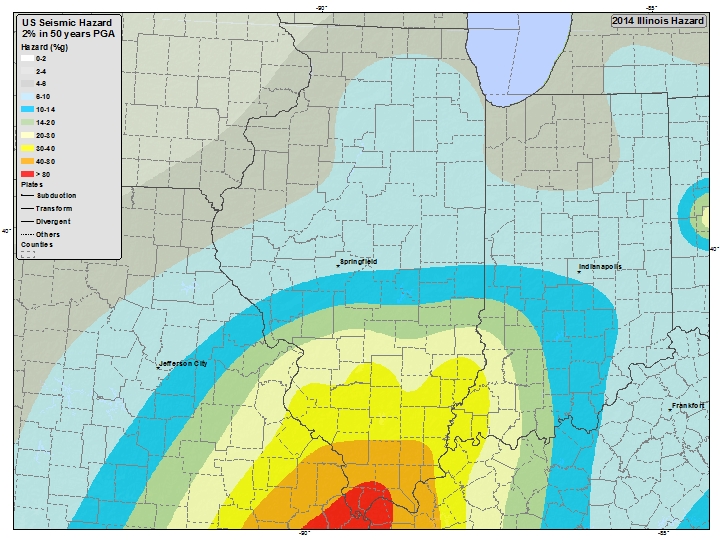 US Seismic Hazard
2% in 50 years PGA
Hazard (%g)
0-2
2-4
4-6
6-10
10-14
14-20
20-30
30-40
40-80
> 80
Plates
Subduction
Transform
Divergent
Others
Counties
2014 Illinois Hazard
-90°
-85°
40°
40°
Springfield
Indianapolis
Jefferson City
Frankfort
-90°
-85°